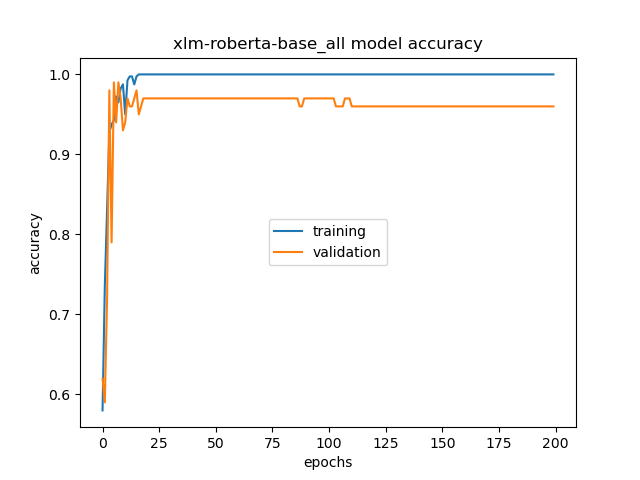 xlm-roberta-base_all model accuracy
1.0
0.9
0.8
0.7
0.6
accuracy
training
validation
0 25 50 75 100 125 150 175 200
epochs